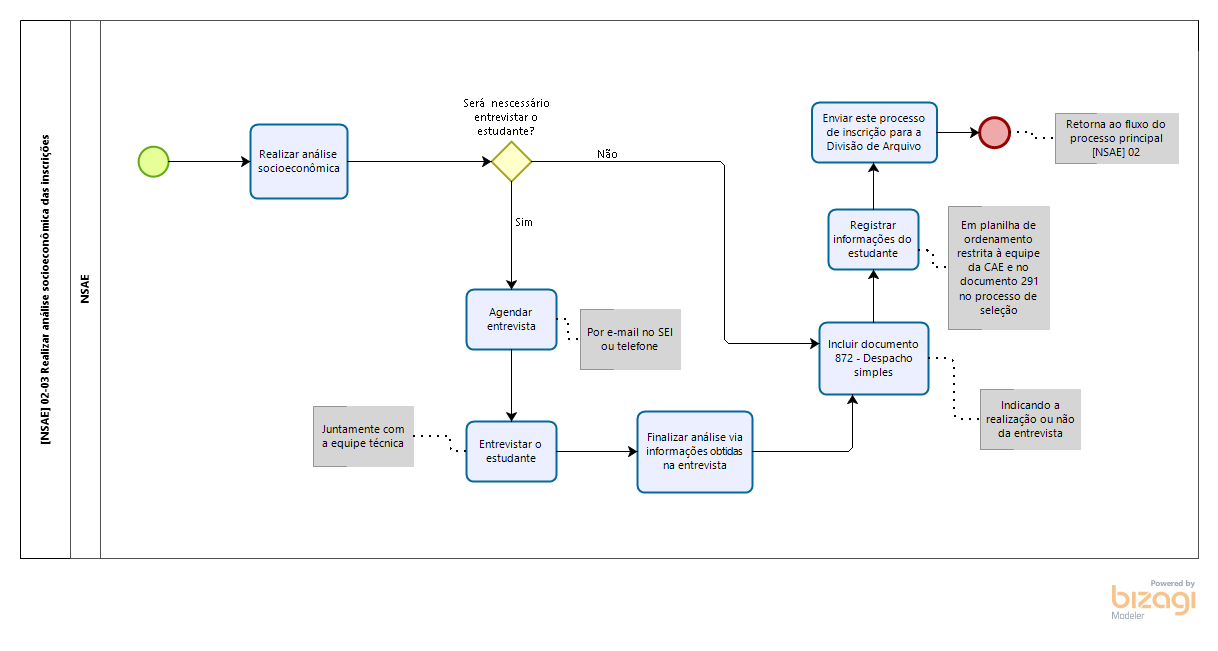 [NSAE] 02-03 Realizar análise socioeconômica das inscrições
NSAE
Realizar análise
socioeconômica
Será  nescessário
entrevistar o
estudante?
Não
Sim
Agendar
entrevista
Por e-mail no SEI
ou telefone
Juntamente com
a equipe técnica
Entrevistar o
estudante
Finalizar análise via
informações obtidas
na entrevista
Incluir documento
872 - Despacho
simples
Indicando a
realização ou não
da entrevista
Registrar
informações do
estudante
Em planilha de
ordenamento
restrita à equipe
da CAE e no
documento 291
no processo de
seleção
Enviar este processo
de inscrição para a
Divisão de Arquivo
Retorna ao fluxo do
processo principal
[NSAE] 02
Powered by
bizagi
Modeler